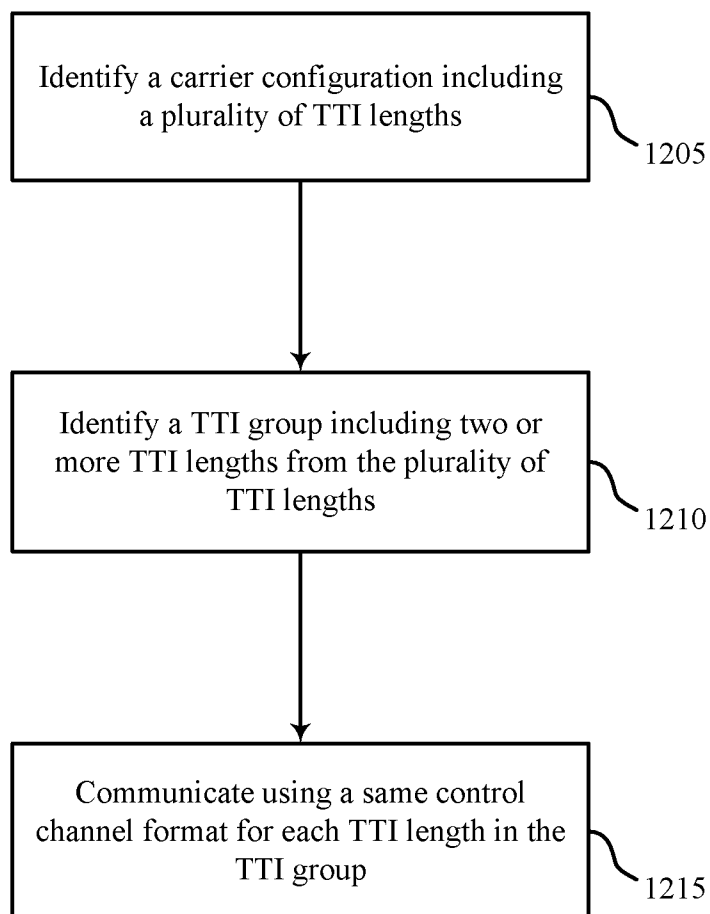 Identify a carrier configuration including
a plurality of TTI lengths
1205
Identify a TTI group including two or
more TTI lengths from the plurality of
TTI lengths
1210
Communicate using a same control
channel format for each TTI length in the
TTI group
1215